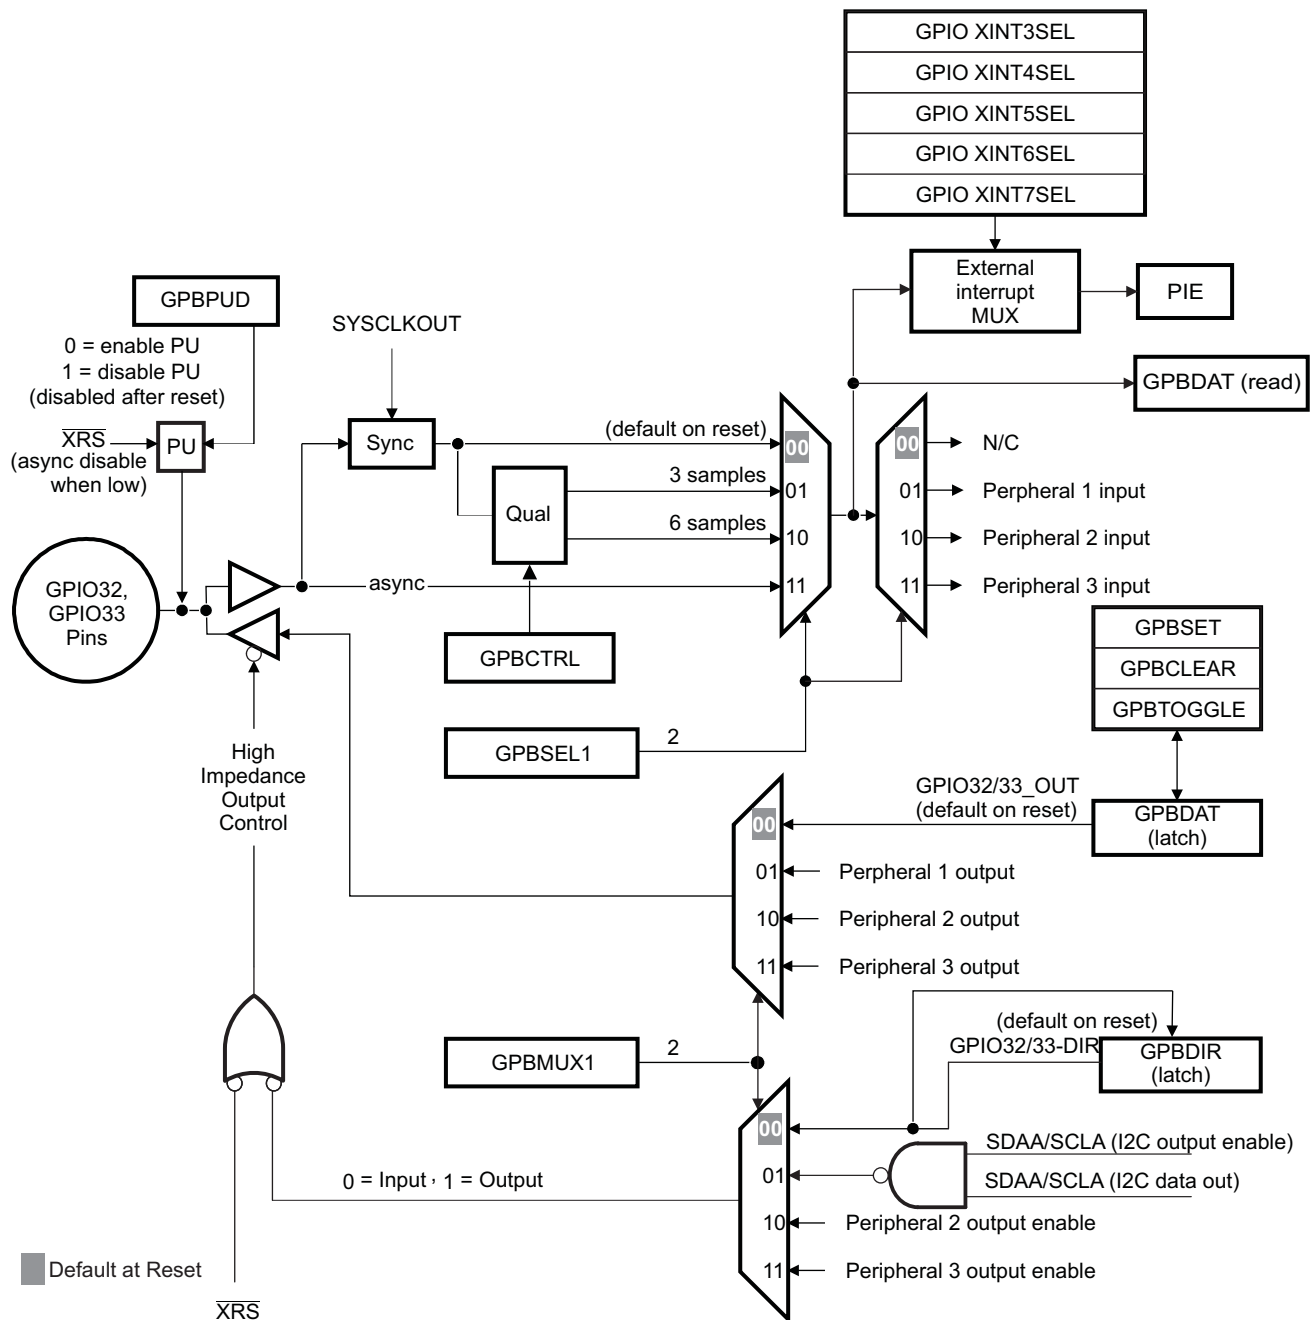 GPIO XINT3SEL
GPIO XINT4SEL
GPIO XINT5SEL
GPIO XINT6SEL
GPIO XINT7SEL
External
interrupt
MUX
PIE
GPBPUD
0 = enable PU
1 = disable PU
(disabled after reset)
SYSCLKOUT
GPBDAT (read)
XRS
(async disable
when low)
PU
Sync
(default on reset)
00
00
N/C
Qual
3 samples
01
01
Perpheral 1 input
6 samples
10
10
Peripheral 2 input
async
11
11
Peripheral 3 input
GPIO32,
GPIO33
Pins
GPBCTRL
GPBSET
GPBCLEAR
GPBTOGGLE
GPBSEL1
2
High
Impedance
Output
Control
GPIO32/33_OUT
(default on reset)
GPBDAT
(latch)
00
01
Perpheral 1 output
10
Peripheral 2 output
11
Peripheral 3 output
GPBMUX1
2
(default on reset)
GPIO32/33-DIR
GPBDIR
(latch)
00
SDAA/SCLA (I2C output enable)
01
SDAA/SCLA (I2C data out)
0 = Input, 1 = Output
10
Peripheral 2 output enable
11
Peripheral 3 output enable
Default at Reset
XRS